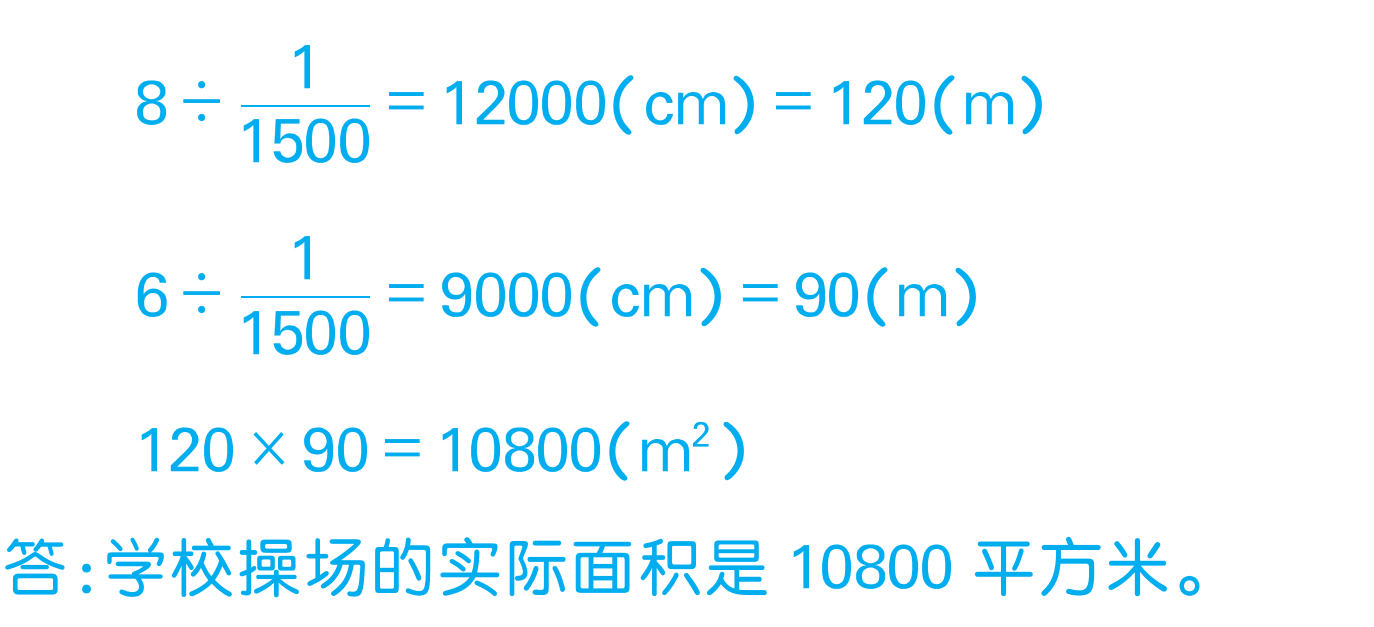 8 ÷ 1/1500 = 12000(cm) = 120(m)
6 ÷ 1/1500 = 9000(cm) = 90(m)
120 × 90 = 10800(m²)
答:学校操场的实际面积是 10800 平方米。